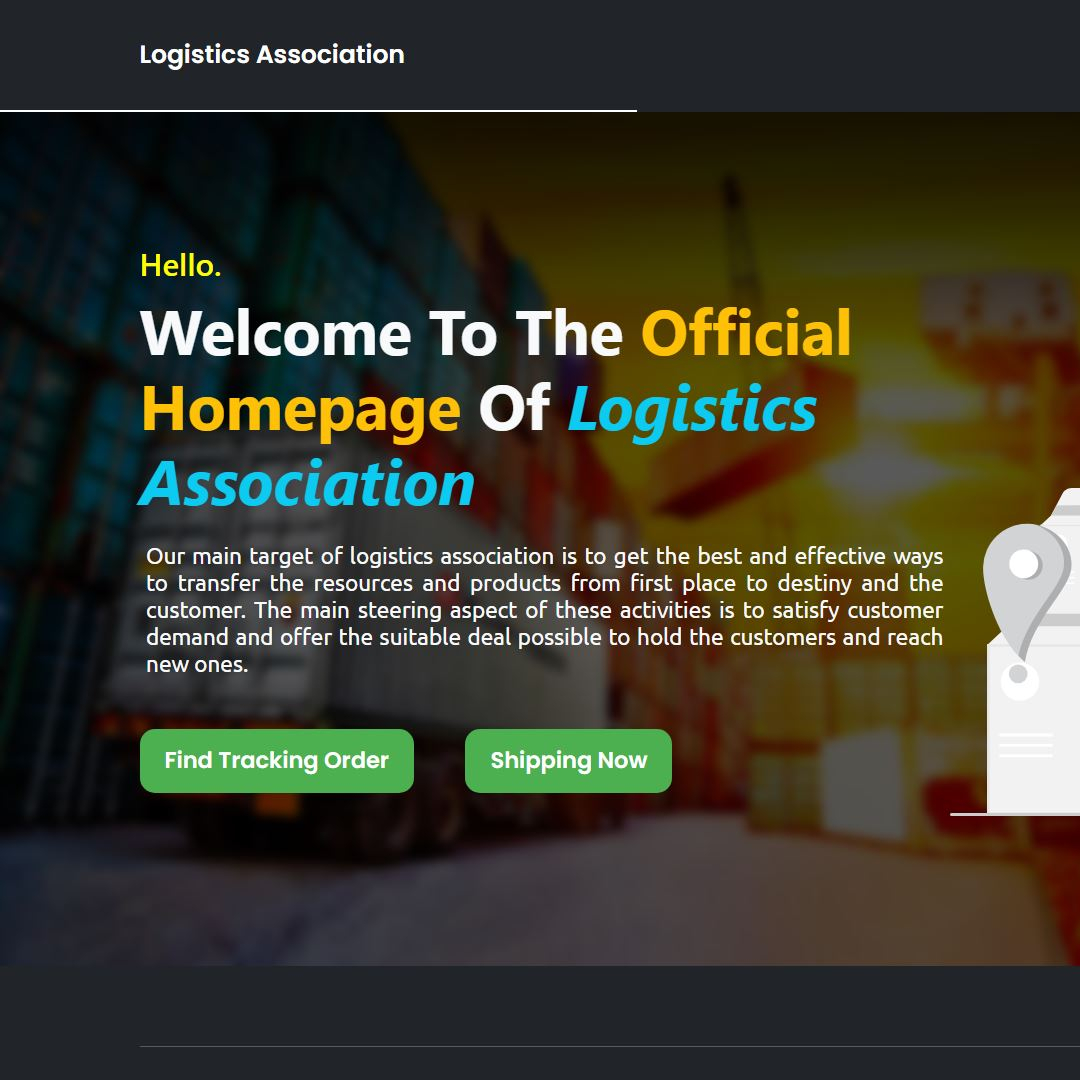 Logistics Association
Hello.
Welcome To The Official
Homepage Of Logistics
Association
Our main target of logistics association is to get the best and effective ways
to transfer the resources and products from first place to destiny and the
customer. The main steering aspect of these activities is to satisfy customer
demand and offer the suitable deal possible to hold the customers and reach
new ones.
Find Tracking Order
Shipping Now